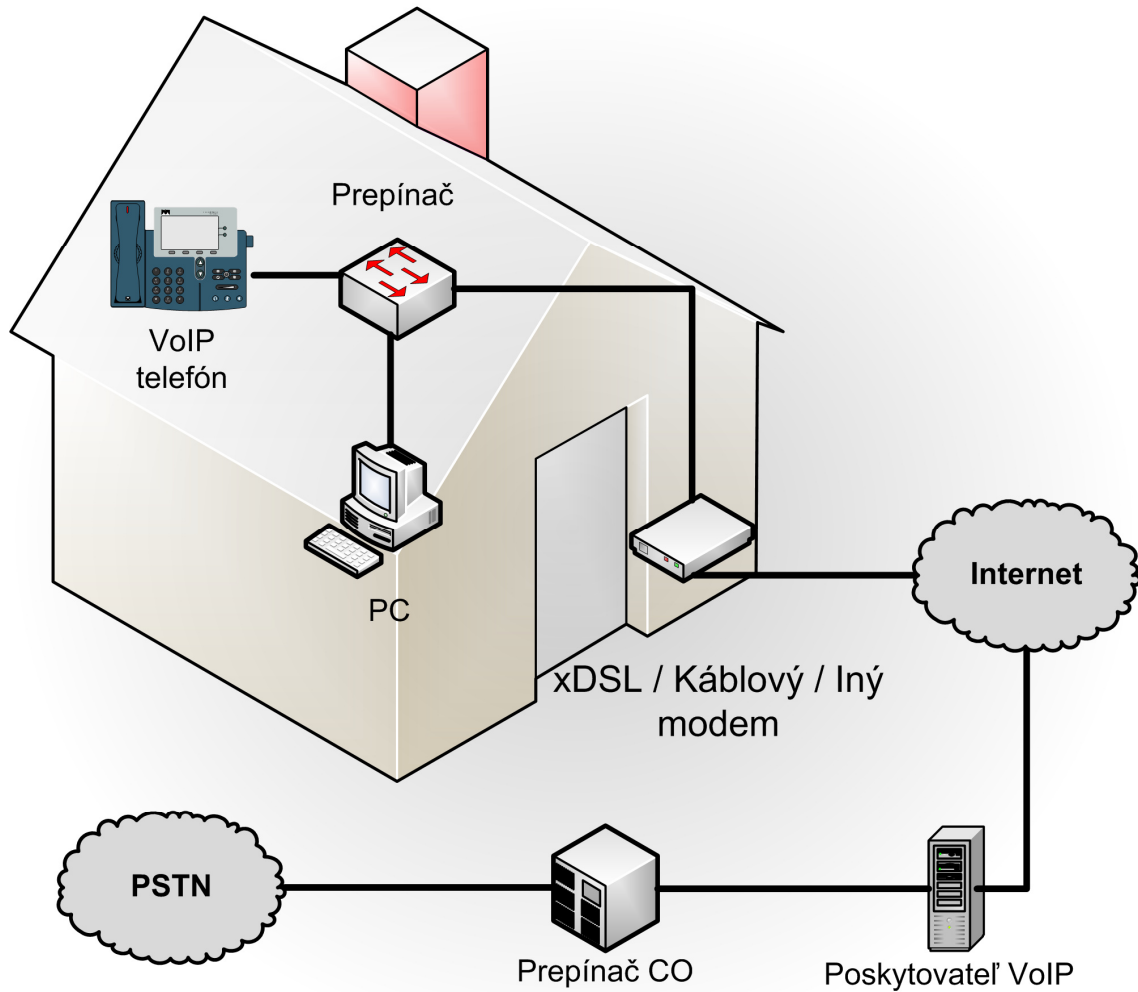 Prepínač
VoIP
telefón
PC
Internet
xDSL / Káblový / Iný
modem
PSTN
Prepínač CO
Poskytovateľ VoIP